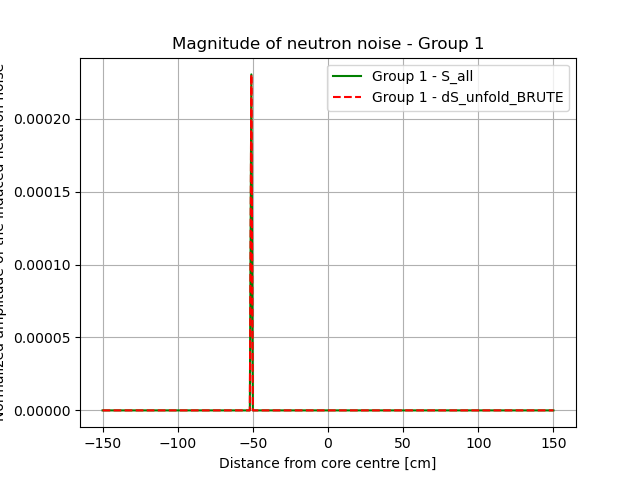 Magnitude of neutron noise - Group 1
Group 1 - S_all
Group 1 - dS_unfold_BRUTE
Normalized amplitude of the induced neutron noise
0.00020
0.00015
0.00010
0.00005
0.00000
−150
−100
−50
0
50
100
150
Distance from core centre [cm]